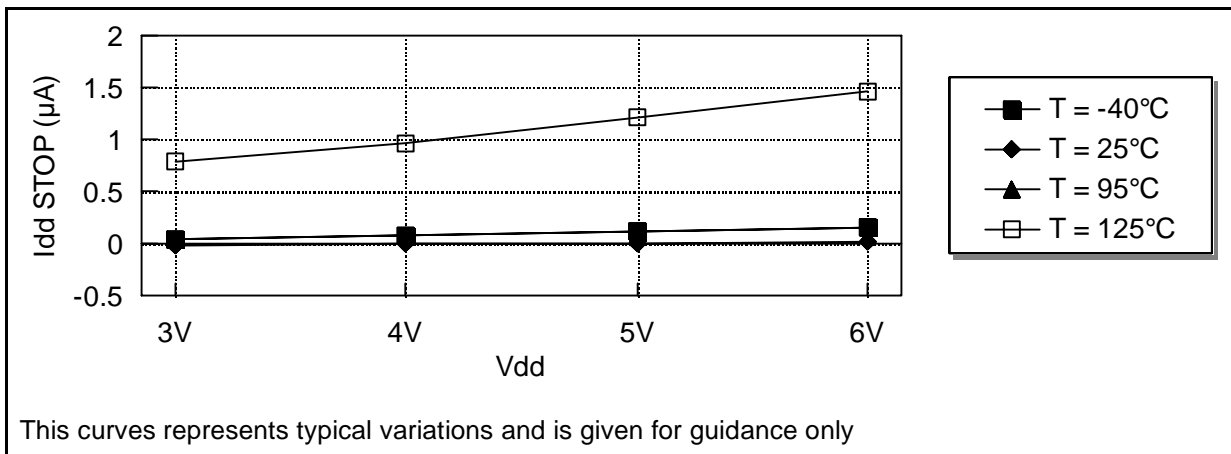 2
1.5
1
0.5
0
-0.5
Idd STOP (µA)
3V 4V 5V 6V
Vdd
T = -40°C
T = 25°C
T = 95°C
T = 125°C
This curves represents typical variations and is given for guidance only